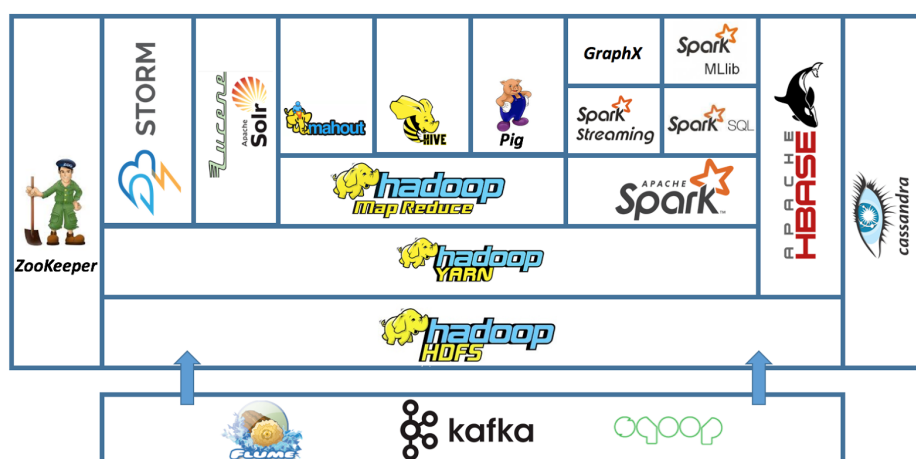 GraphX
Spark
MLlib
STORM
Lucene
Apache
Solr
mahout
HIVE
Pig
Spark
Streaming
Spark SQL
APACHE
HBASE
cassandra
ZooKeeper
hadoop
Map Reduce
APACHE
Spark
TM
hadoop
YARN
hadoop
HDFS
FLUME
kafka
sqoop